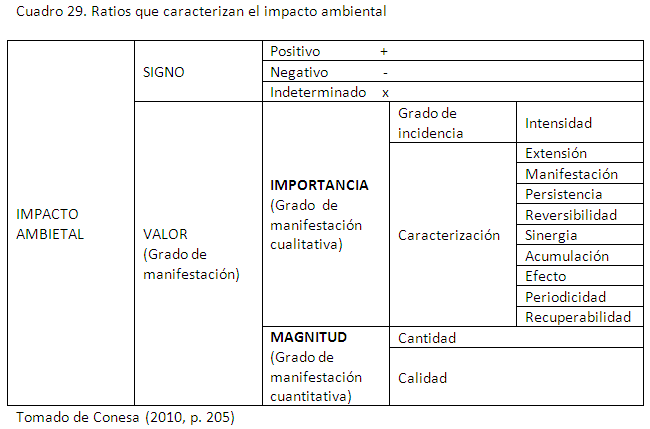 Cuadro 29. Ratios que caracterizan el impacto ambiental
IMPACTO
AMBIETAL
SIGNO
Positivo +
Negativo -
Indeterminado x
VALOR
(Grado de
manifestación)
IMPORTANCIA
(Grado de
manifestación
cualitativa)
Grado de
incidencia
Intensidad
Caracterización
Extensión
Manifestación
Persistencia
Reversibilidad
Sinergia
Acumulación
Efecto
Periodicidad
Recuperabilidad
MAGNITUD
(Grado de
manifestación
cuantitativa)
Cantidad
Calidad
Tomado de Conesa (2010, p. 205)